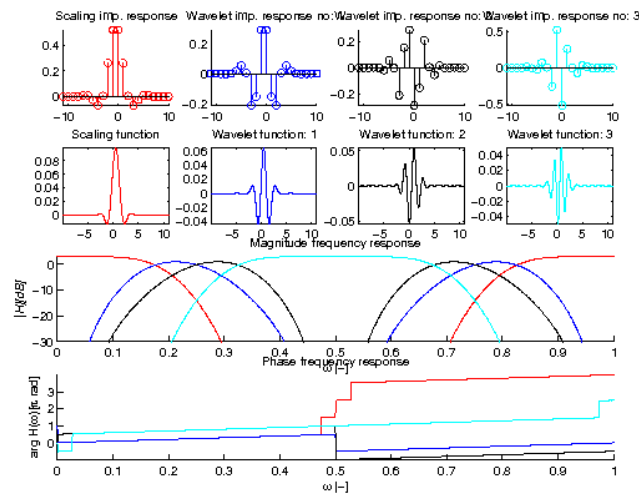 Scaling imp. response
Wavelet imp. response no: 1
Wavelet imp. response no: 2
Wavelet imp. response no: 3
0.4
0.2
0
-10 0 10
0.4
0.2
0
-0.2
-10 0 10
0.2
0
-0.2
-10 0 10
0.5
0
-0.5
-10 0 10
Scaling function
Wavelet function: 1
Wavelet function: 2
Wavelet function: 3
0.08
0.06
0.04
0.02
0
-5 0 5
0.06
0.04
0.02
0
-0.02
-0.04
-5 0 5 10
0.05
0
-0.05
-5 0 5 10
0.04
0.02
0
-0.02
-0.04
-5 0 5 10
Magnitude frequency response
|H|[dB]
0
-10
-20
-30
0 0.1 0.2 0.3 0.4 0.5 0.6 0.7 0.8 0.9 1
ω [-]
Phase frequency response
arg H(ω) [π rad]
3
2
1
0
0 0.1 0.2 0.3 0.4 0.5 0.6 0.7 0.8 0.9 1
ω [-]